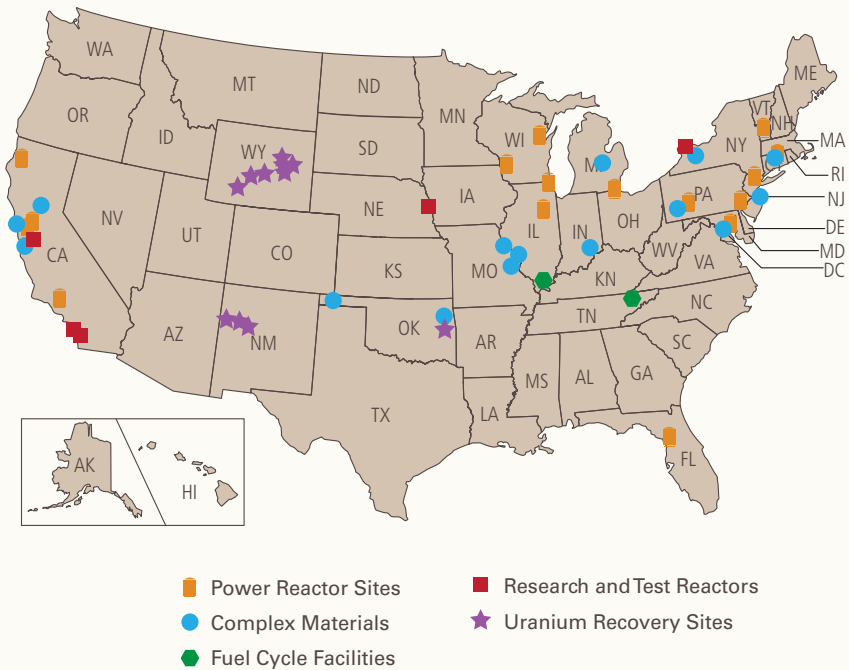 WA
MT
ND
MN
ME
OR
ID
WY
SD
WI
MI
VT
NH
NY
MA
RI
NJ
DE
MD
DC
NV
UT
CO
NE
IA
IL
IN
OH
PA
CA
KS
MO
KN
WV
VA
AZ
NM
OK
AR
TN
NC
SC
TX
LA
MS
AL
GA
FL
AK
HI
Power Reactor Sites
Complex Materials
Fuel Cycle Facilities
Research and Test Reactors
Uranium Recovery Sites